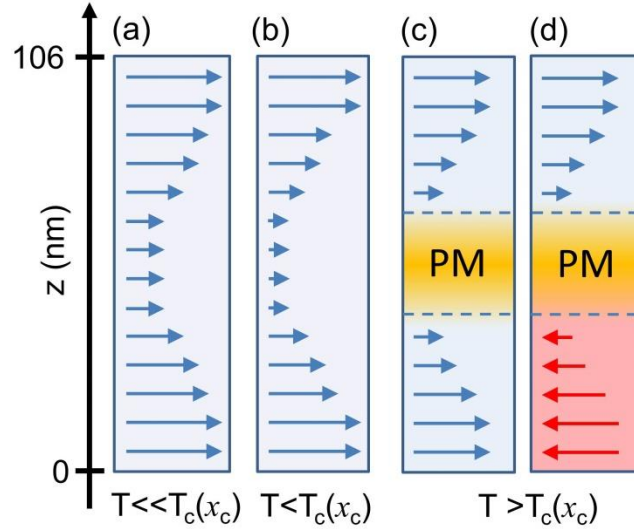 (a) (b) (c) (d)
106
z (nm)
PM PM
0
T<<T_c(x_c) T<T_c(x_c) T >T_c(x_c)